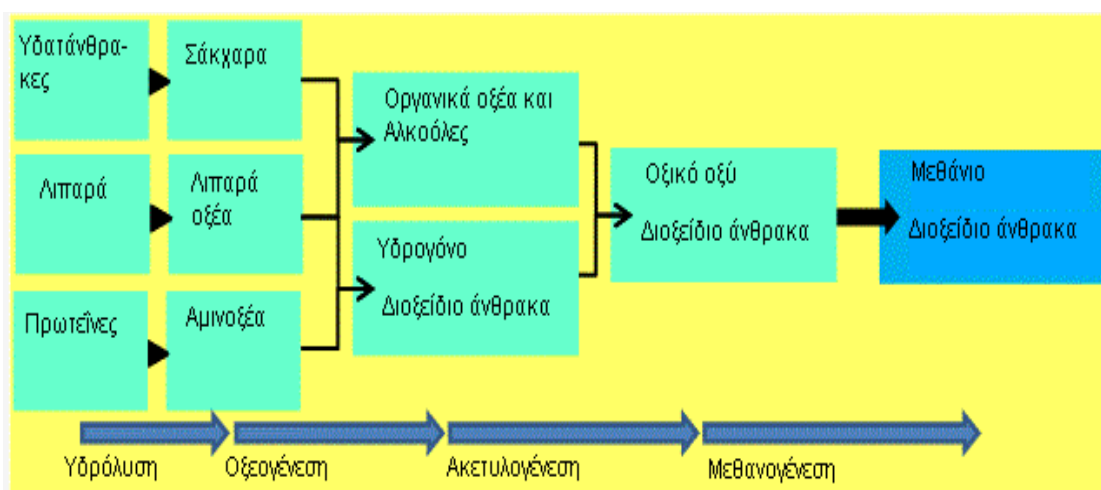 Υδατάνθρα-
κες
Σάκχαρα
Λιπαρά
Λιπαρά
οξέα
Πρωτεΐνες
Αμινοξέα
Οργανικά οξέα και
Αλκοόλες
Υδρογόνο
Διοξείδιο άνθρακα
Οξικό οξύ
Διοξείδιο άνθρακα
Μεθάνιο
Διοξείδιο άνθρακα
Υδρόλυση
Οξεογένεση
Ακετυλογένεση
Μεθανογένεση